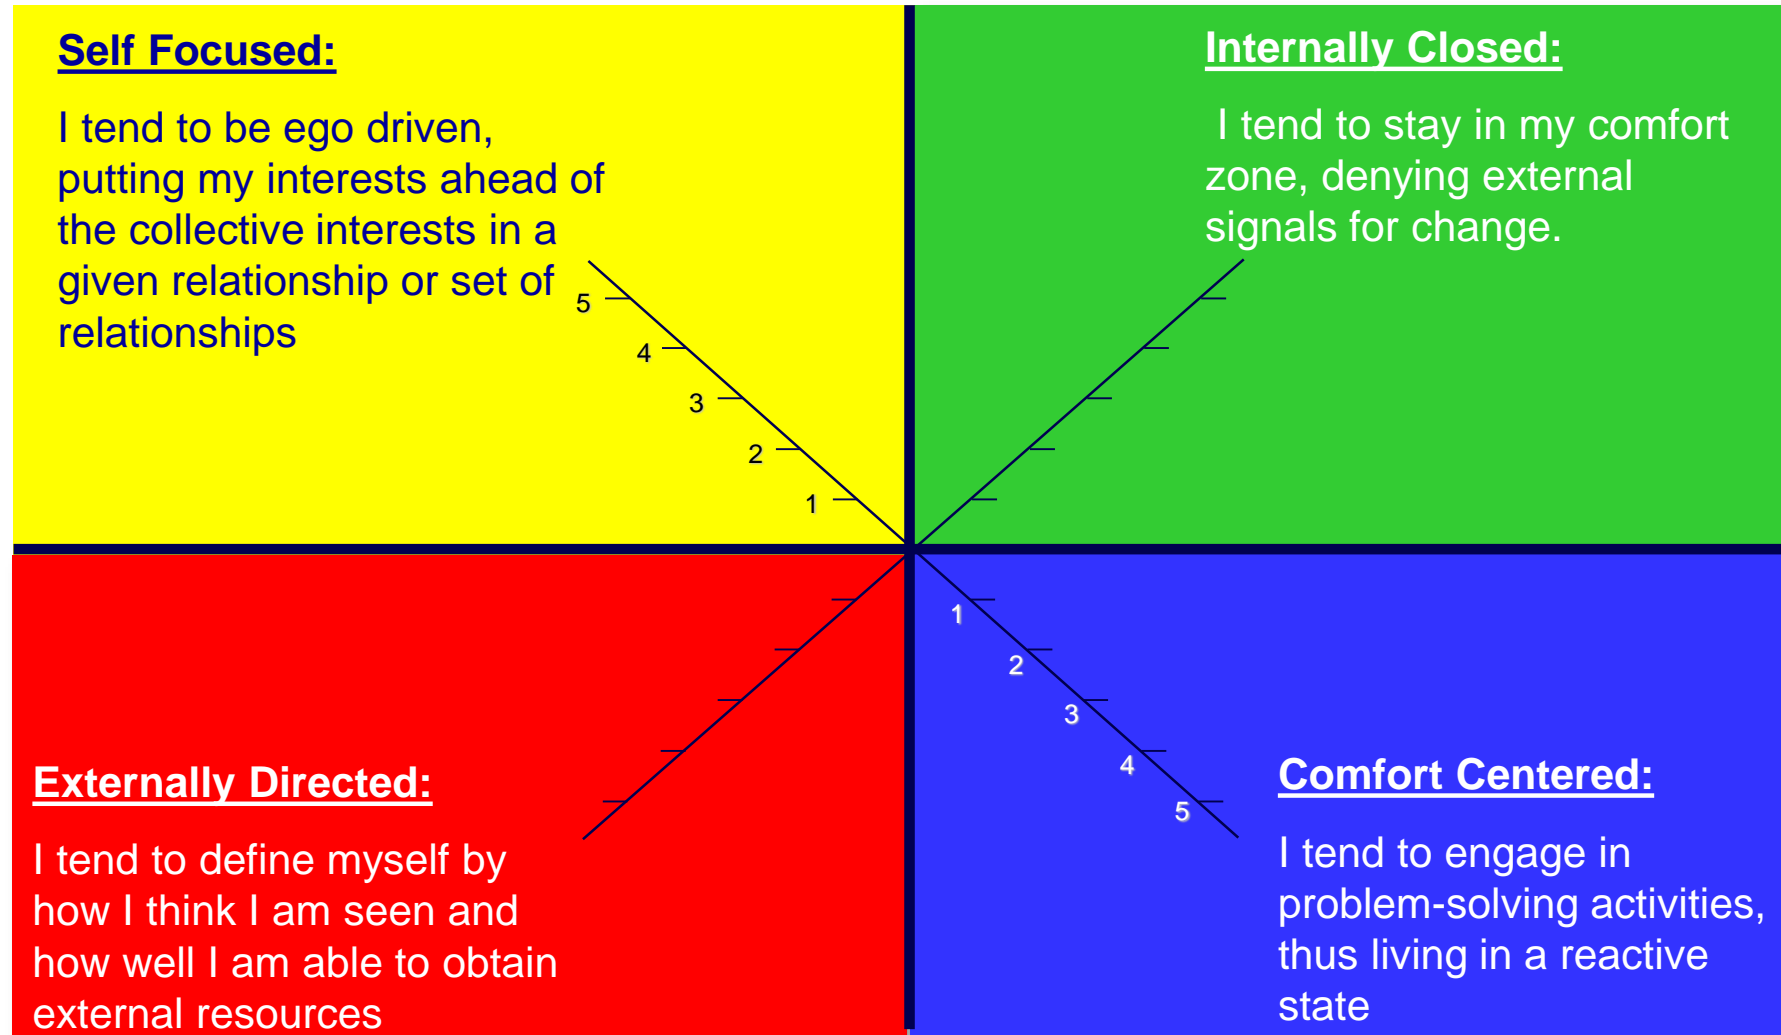 Self Focused:
I tend to be ego driven,
putting my interests ahead of
the collective interests in a
given relationship or set of
relationships
5
4
3
2
1
Internally Closed:
I tend to stay in my comfort
zone, denying external
signals for change.
Externally Directed:
I tend to define myself by
how I think I am seen and
how well I am able to obtain
external resources
1
2
3
4
5
Comfort Centered:
I tend to engage in
problem-solving activities,
thus living in a reactive
state